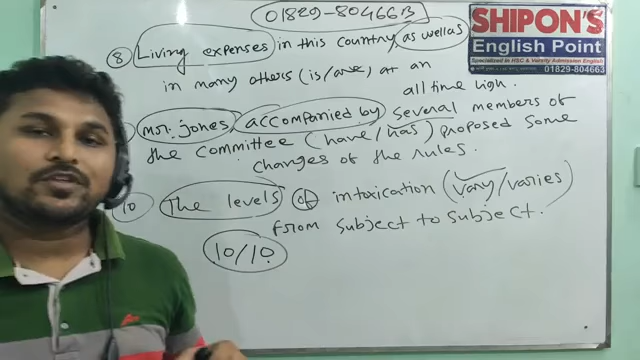 01829-804663
⑧ Living expenses in this country, as well as
in many others (is/are) at an
all time high.
Mr. Jones accompanied by several members of
the committee (have/has) proposed some
changes of the rules.
10 The levels of intoxication (vary/varies)
from subject to subject.
10/10
SHIPON'S
English Point
Specialized in HSC & Varsity Admission English
01829-804663